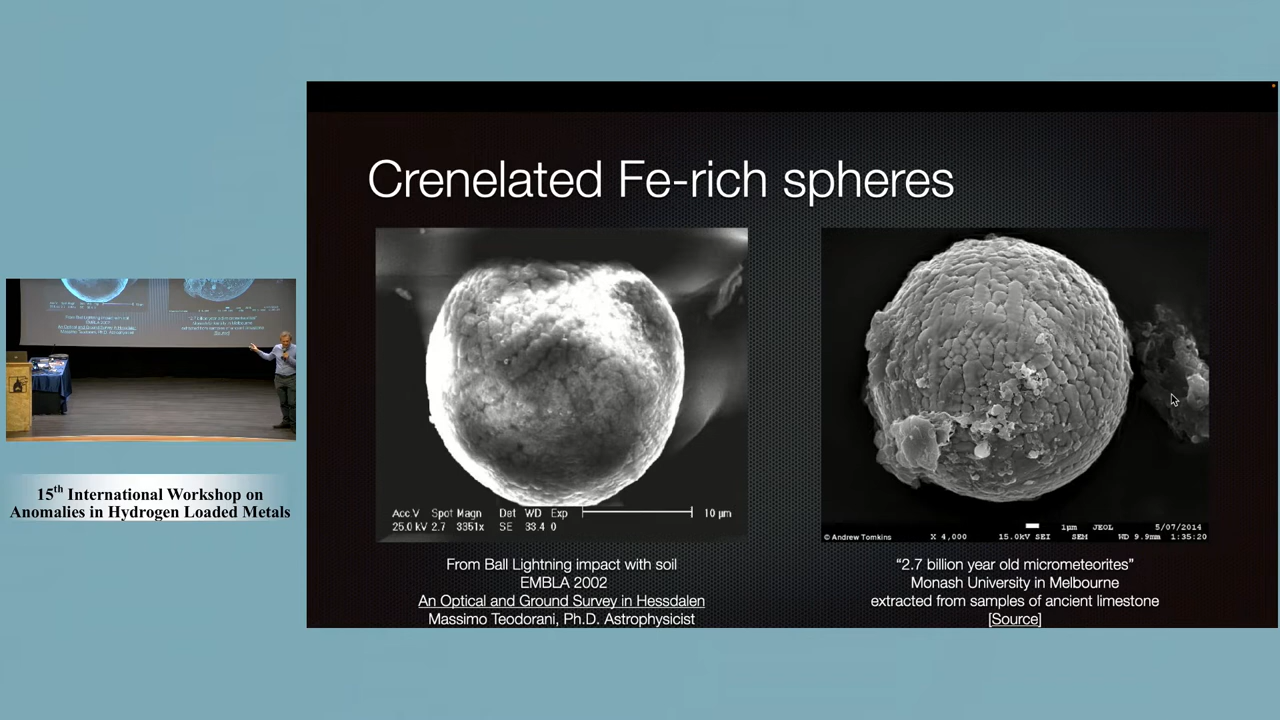 Crenelated Fe-rich spheres
Acc V Spot Magn Det WD Exp
25.0 kV 2.7 3351x SE 33.4 0
10 µm
From Ball Lightning impact with soil
EMBLA 2002
An Optical and Ground Survey in Hessdalen
Massimo Teodorani, Ph.D. Astrophysicist
1µm JEOL 5/07/2014
© Andrew Tomkins X 4,000 15.0kV SEI SEM WD 9.9mm 1:35:20
“2.7 billion year old micrometeorites”
Monash University in Melbourne
extracted from samples of ancient limestone
[Source]
15th International Workshop on
Anomalies in Hydrogen Loaded Metals